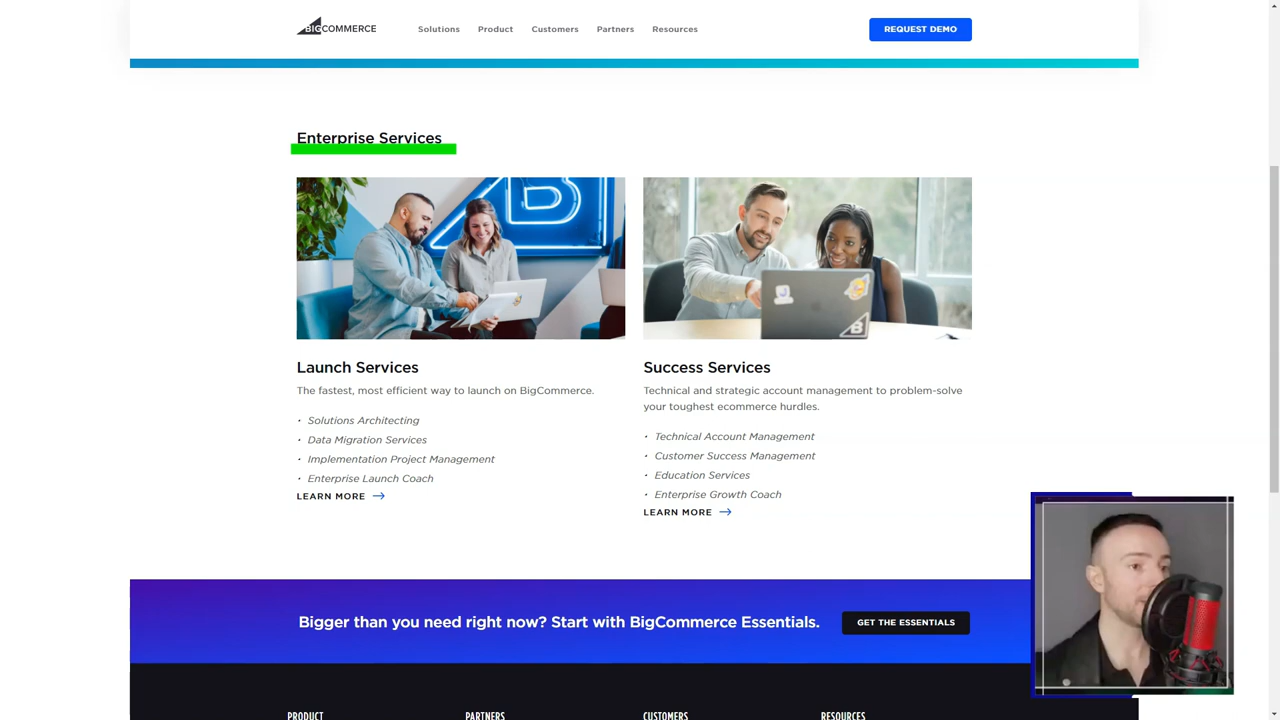 BIGCOMMERCE
Solutions
Product
Customers
Partners
Resources
REQUEST DEMO
Enterprise Services
Launch Services
The fastest, most efficient way to launch on BigCommerce.
· Solutions Architecting
· Data Migration Services
· Implementation Project Management
· Enterprise Launch Coach
LEARN MORE →
Success Services
Technical and strategic account management to problem-solve
your toughest ecommerce hurdles.
· Technical Account Management
· Customer Success Management
· Education Services
· Enterprise Growth Coach
LEARN MORE →
Bigger than you need right now? Start with BigCommerce Essentials.
GET THE ESSENTIALS
PRODUCT
PARTNERS
CUSTOMERS
RESOURCES